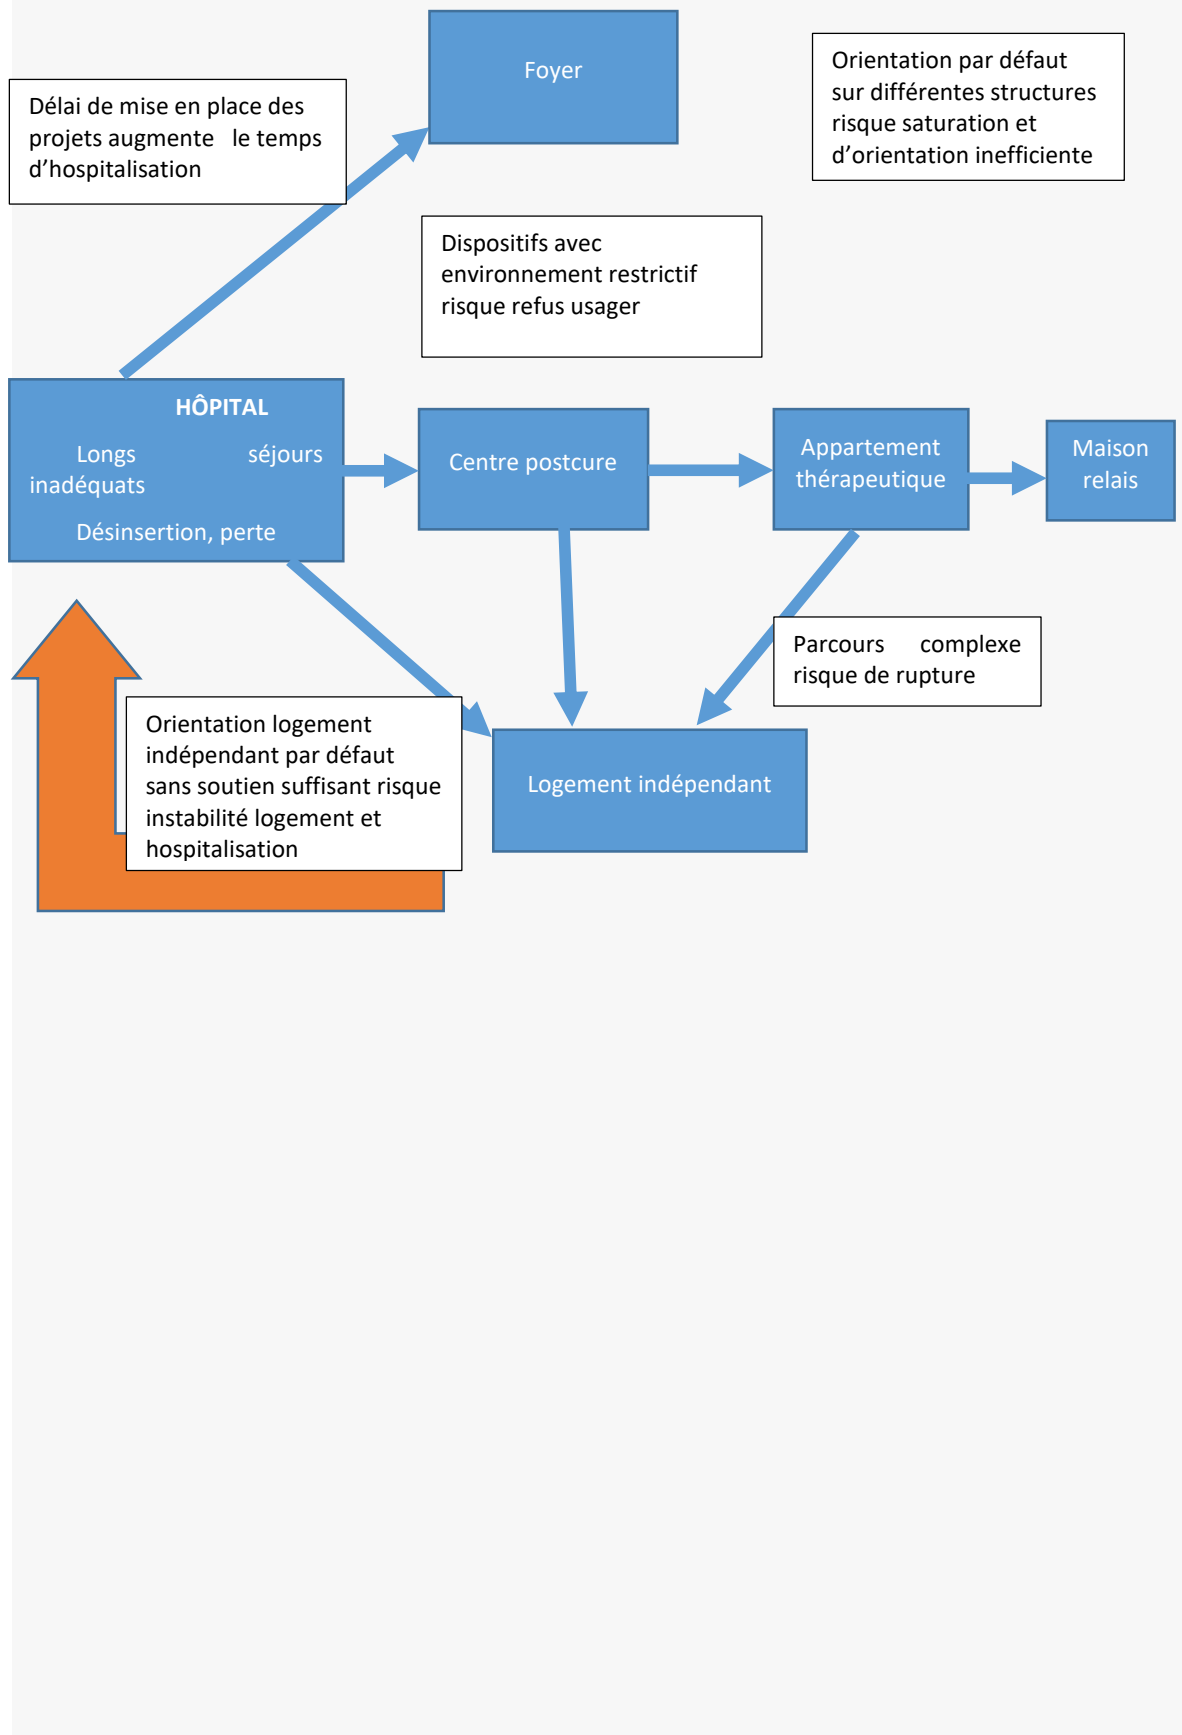 Foyer
Orientation par défaut
sur différentes structures
risque saturation et
d’orientation inefficiente
Délai de mise en place des
projets augmente le temps
d’hospitalisation
Dispositifs avec
environnement restrictif
risque refus usager
HÔPITAL
Longs séjours
inadéquats
Désinsertion, perte
Centre postcure
Appartement
thérapeutique
Maison
relais
Parcours complexe
risque de rupture
Orientation logement
indépendant par défaut
sans soutien suffisant risque
instabilité logement et
hospitalisation
Logement indépendant